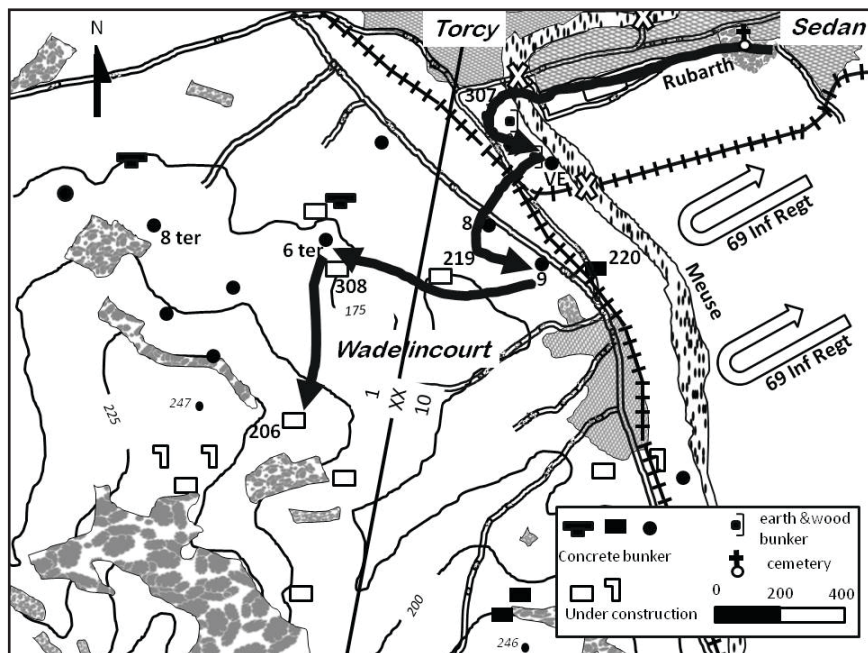 Torcy
Sedan
N
307
Rubarth
VE
69 Inf Regt
8
8 ter
6 ter
219
220
9
308
175
Meuse
Wadelincourt
69 Inf Regt
1
XX
10
225
247
206
200
246
earth &wood
bunker
Concrete bunker
cemetery
0 200 400
Under construction